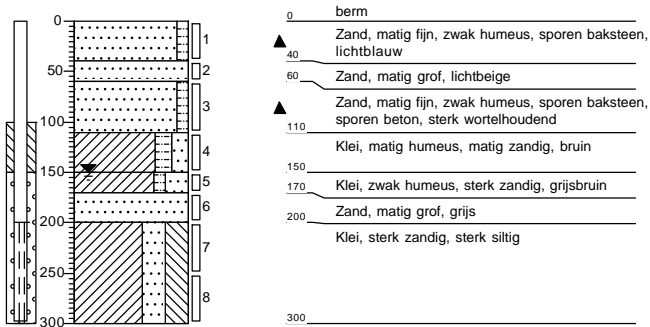 0
50
100
150
200
250
300
1
2
3
4
5
6
7
8
0
berm
Zand, matig fijn, zwak humeus, sporen baksteen,
lichtblauw
40
60
Zand, matig grof, lichtbeige
Zand, matig fijn, zwak humeus, sporen baksteen,
sporen beton, sterk wortelhoudend
110
Klei, matig humeus, matig zandig, bruin
150
170
Klei, zwak humeus, sterk zandig, grijsbruin
200
Zand, matig grof, grijs
Klei, sterk zandig, sterk siltig
300